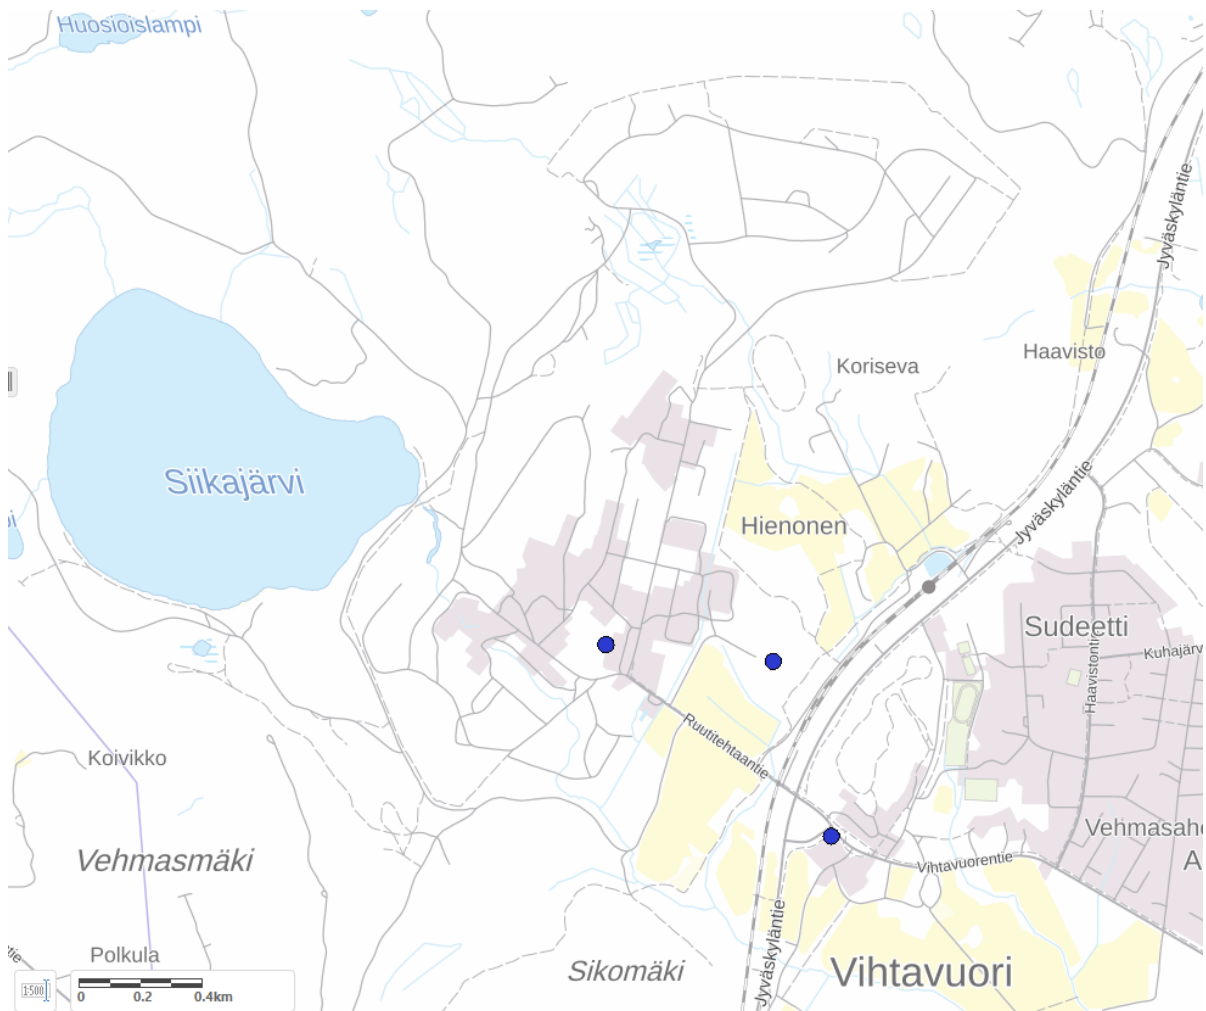 Huosioislampi
Jyväskyläntie
Haavisto
Koriseva
Siikajärvi
Jyväskyläntie
Hienonen
Sudeetti
Kuhajärv
Haavistontie
Ruutitehtaantie
Koivikko
Vehmasmäki
Vehmasahe
A
Vihtavuorentie
Jyväskyläntie
Polkula
Sikomäki
Vihtavuori
0 0.2 0.4km